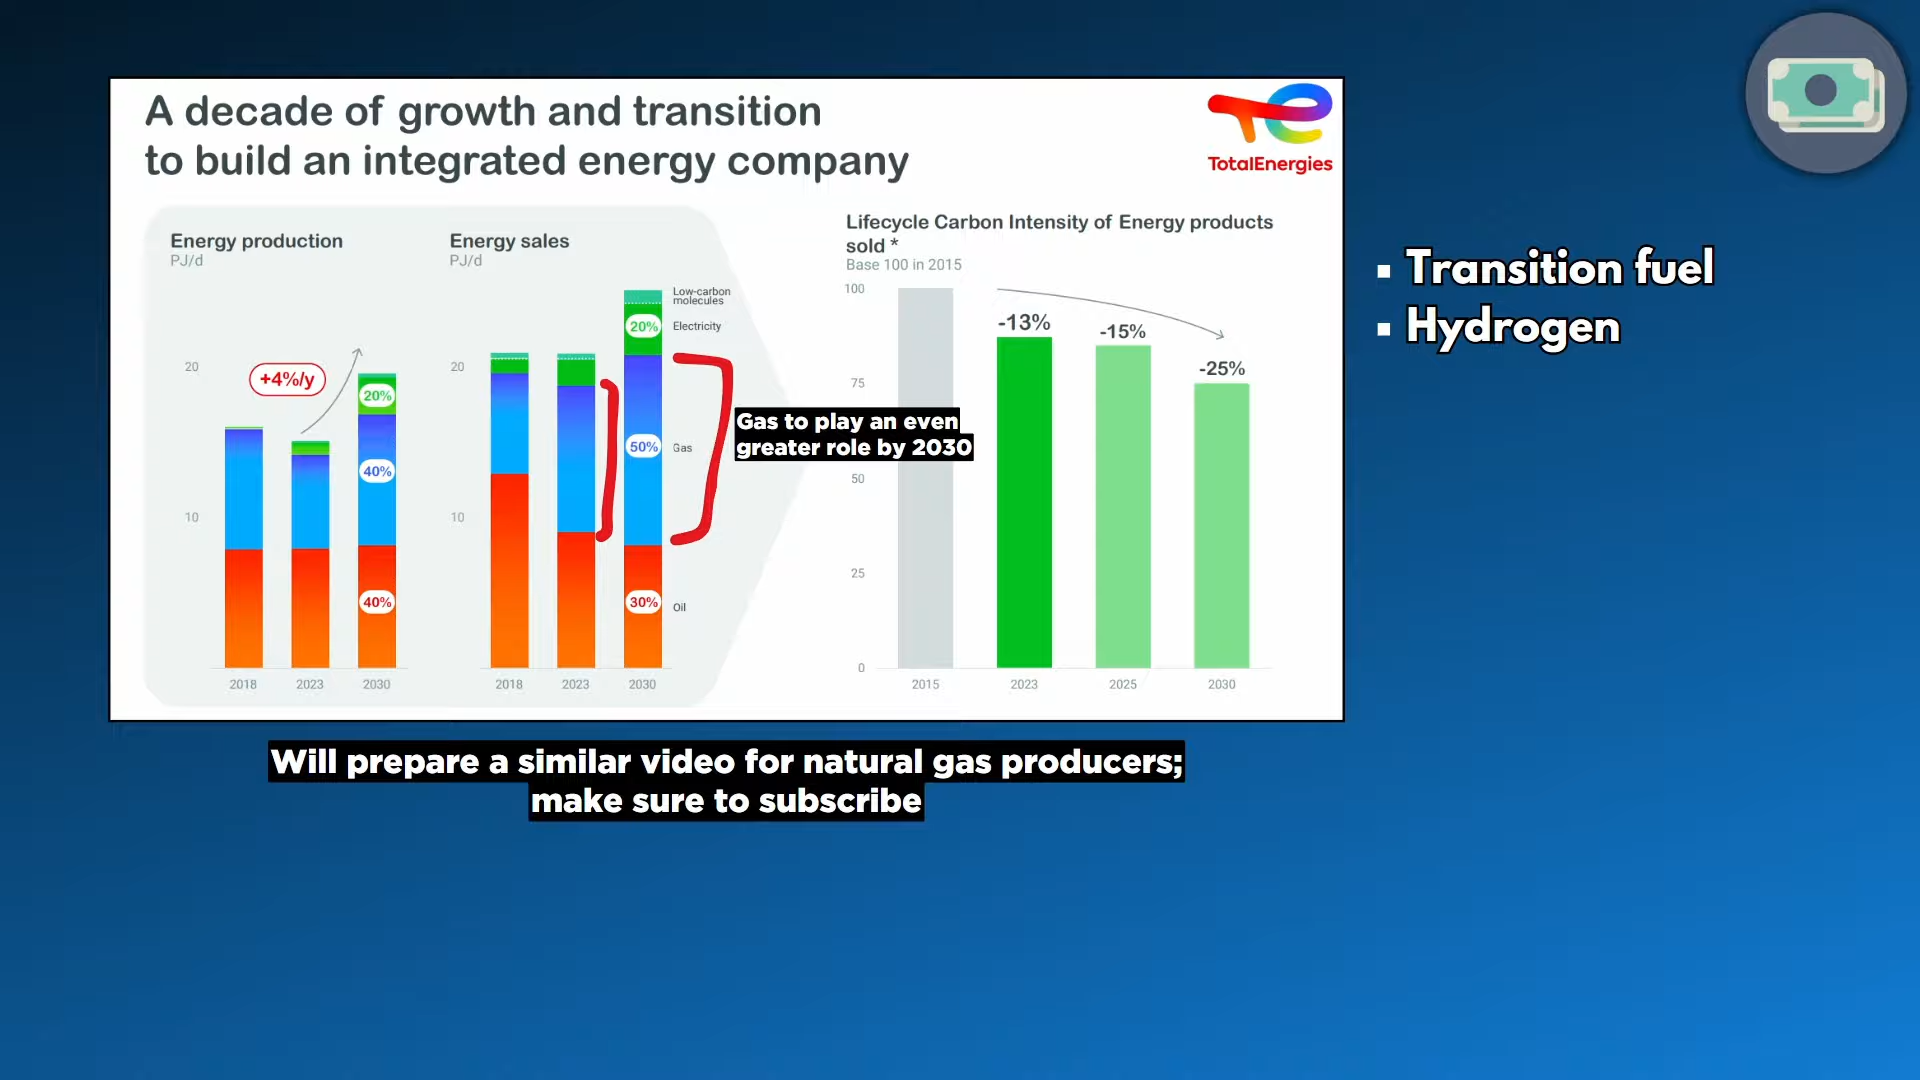 A decade of growth and transition
to build an integrated energy company
TotalEnergies
Energy production
PJ/d
20
10
+4%/y
20%
40%
40%
2018
2023
2030
Energy sales
PJ/d
20
10
Low-carbon
molecules
Electricity
20%
50%
Gas
30%
Oil
2018
2023
2030
Gas to play an even
greater role by 2030
Lifecycle Carbon Intensity of Energy products
sold *
Base 100 in 2015
100
75
50
25
0
-13%
-15%
-25%
2015
2023
2025
2030
▪ Transition fuel
▪ Hydrogen
Will prepare a similar video for natural gas producers;
make sure to subscribe